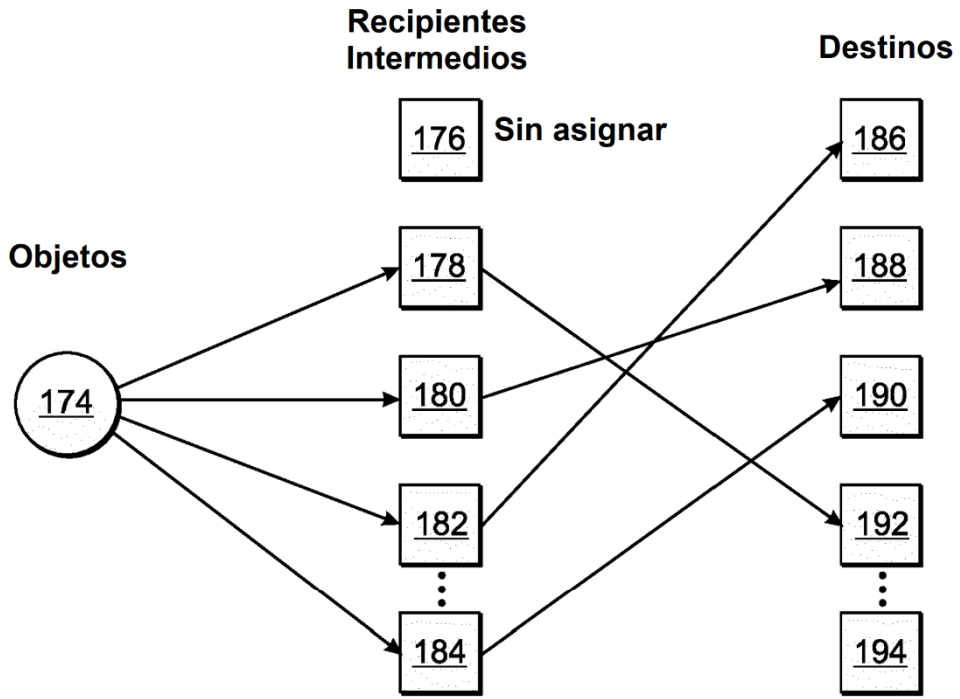 Recipientes
Intermedios
Destinos
176
Sin asignar
186
Objetos
178
188
174
180
190
182
192
184
194